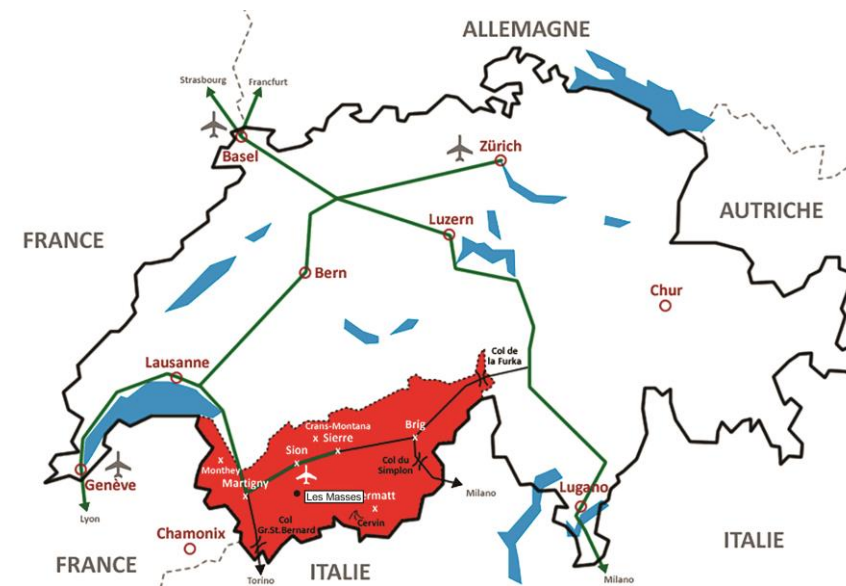 ALLEMAGNE
Strasbourg
Francfurt
Basel
Zürich
AUTRICHE
Luzern
FRANCE
Bern
Chur
Col de
la Furka
Lausanne
Crans-Montana
Brig
Sierre
Sion
Monthey
Col du
Simplon
Genève
Martigny
Les Masses
ermatt
Milano
Lugano
Lyon
Cervin
Col
Gr.St.Bernard
Chamonix
ITALIE
FRANCE
ITALIE
Torino
Milano